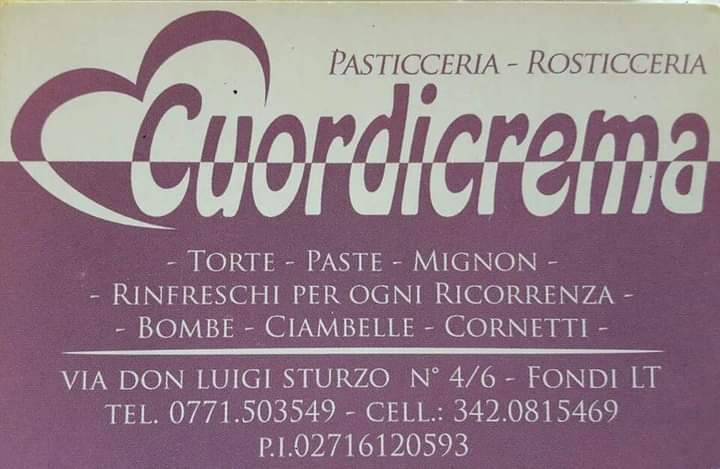 PASTICCERIA - ROSTICCERIA
Cuordicrema
- TORTE - PASTE - MIGNON -
- RINFRESCHI PER OGNI RICORRENZA -
- BOMBE - CIAMBELLE - CORNETTI -
VIA DON LUIGI STURZO N° 4/6 - FONDI LT
TEL. 0771.503549 - CELL.: 342.0815469
P.I.02716120593